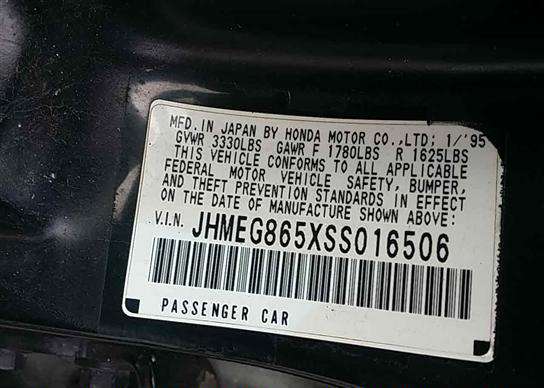 MFD. IN JAPAN BY HONDA MOTOR CO.,LTD; 1/'95
GVWR 3330LBS GAWR F 1780LBS R 1625LBS
THIS VEHICLE CONFORMS TO ALL APPLICABLE
FEDERAL MOTOR VEHICLE SAFETY, BUMPER,
AND THEFT PREVENTION STANDARDS IN EFFECT
ON THE DATE OF MANUFACTURE SHOWN ABOVE:
V.I.N. JHMEG865XSS016506
PASSENGER CAR